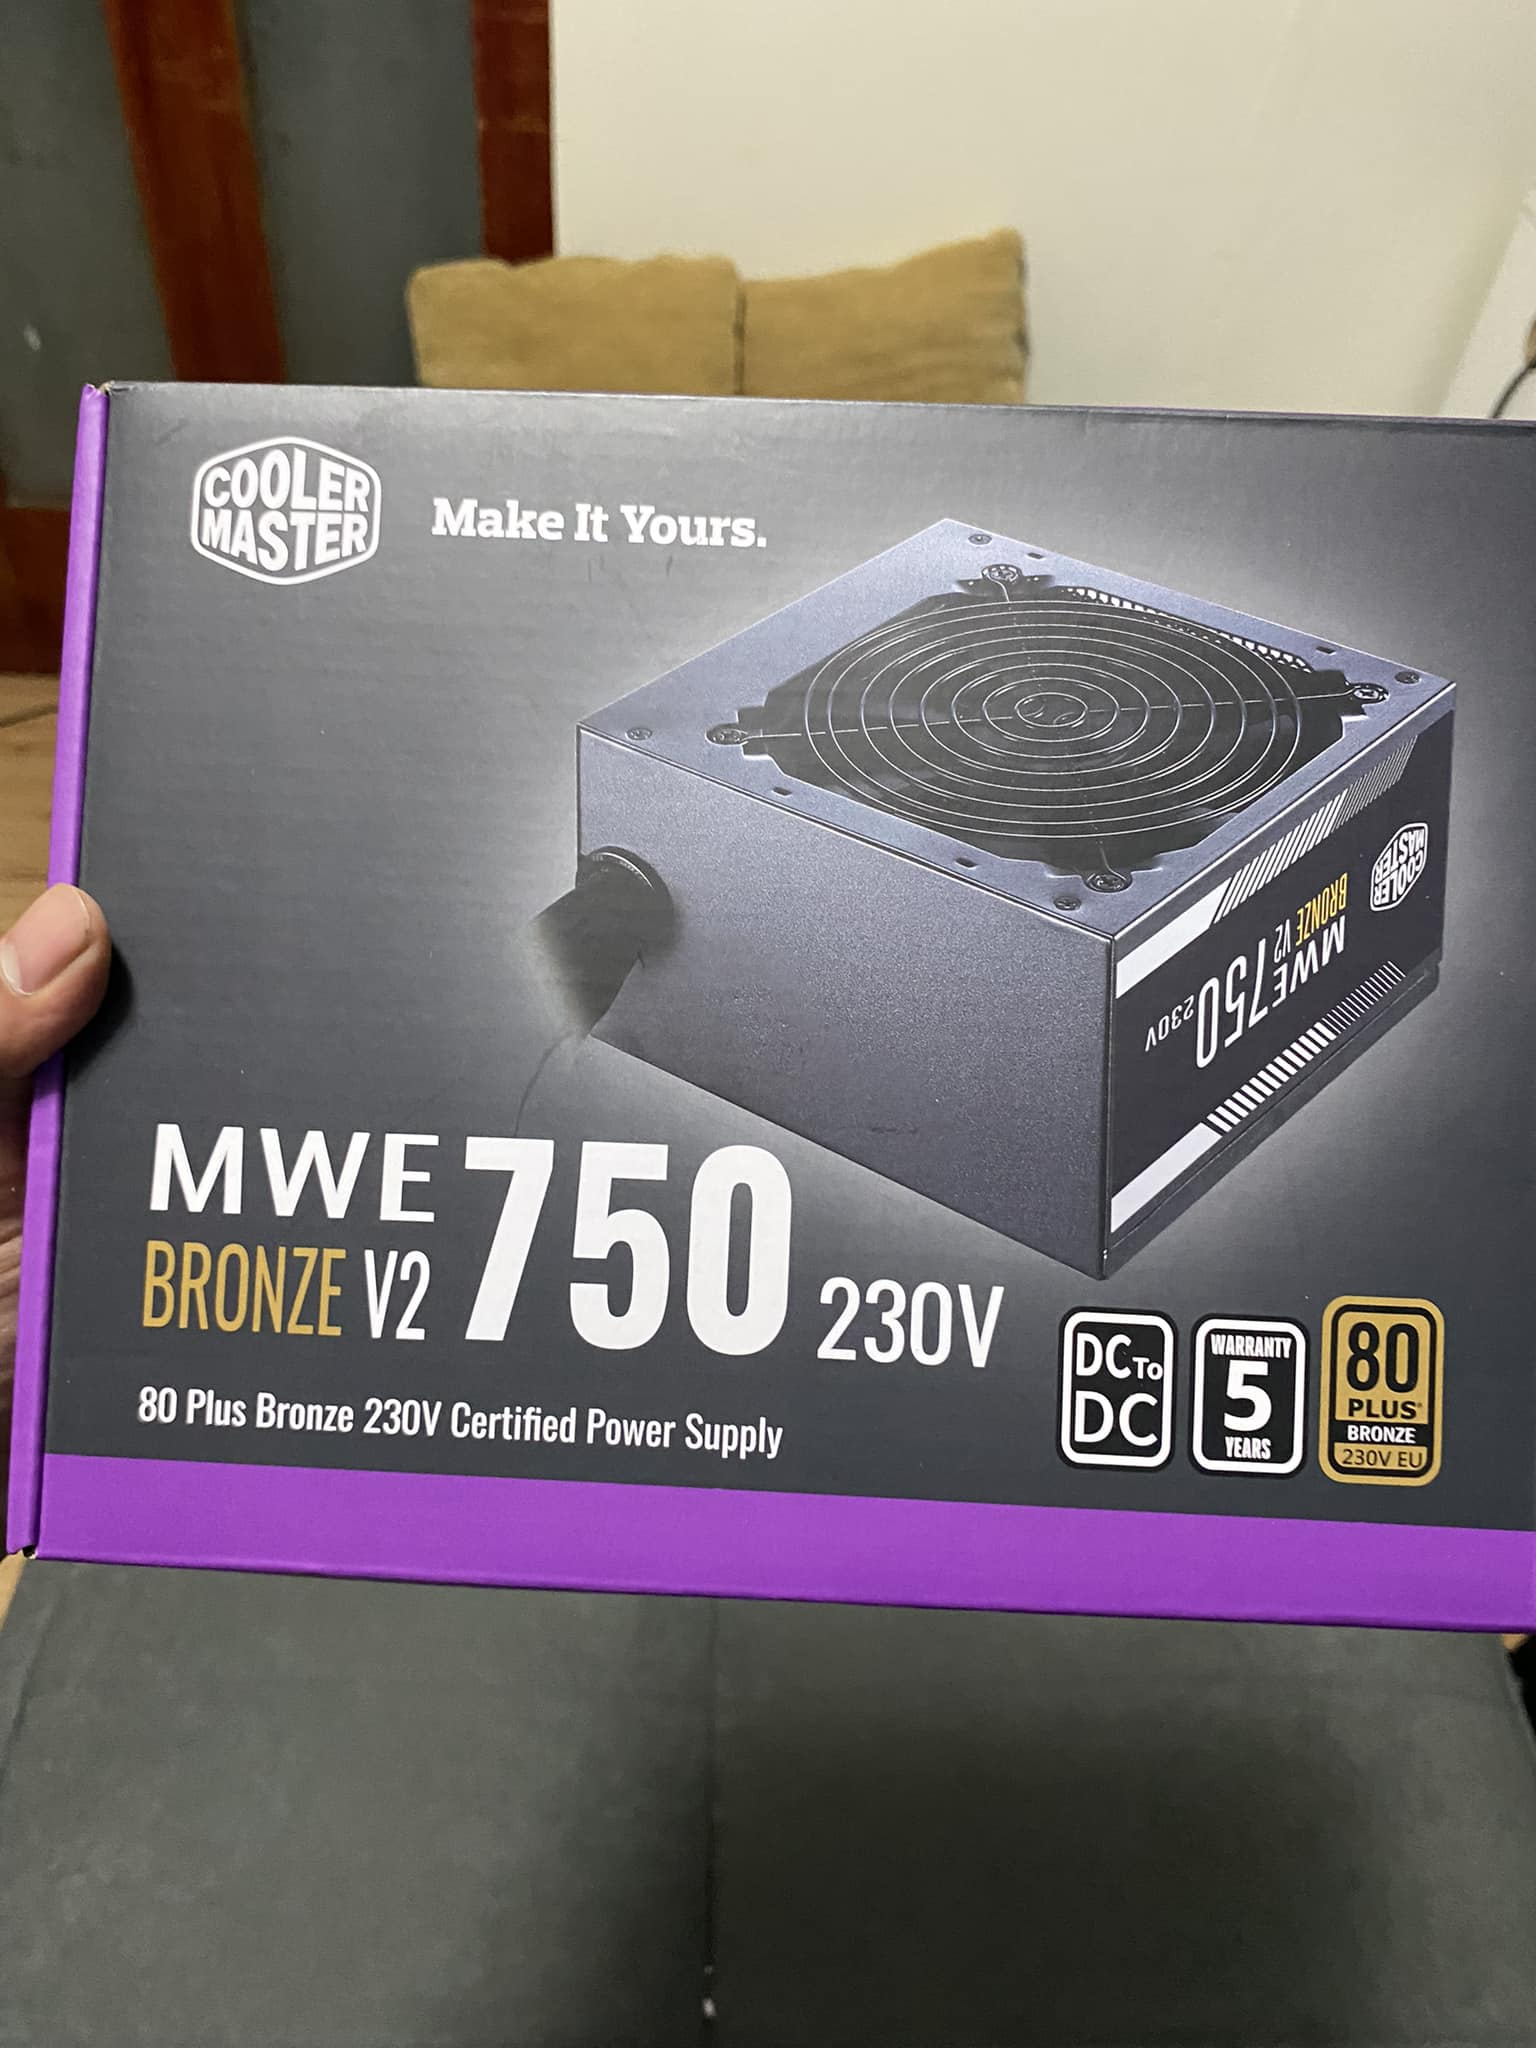 COOLER
MASTER
Make It Yours.
COOLER
MASTER
MWE
BRONZE V2
750
230V
MWE
BRONZE V2
750
230V
80 Plus Bronze 230V Certified Power Supply
DC To
DC
WARRANTY
5
YEARS
80
PLUS®
BRONZE
230V EU